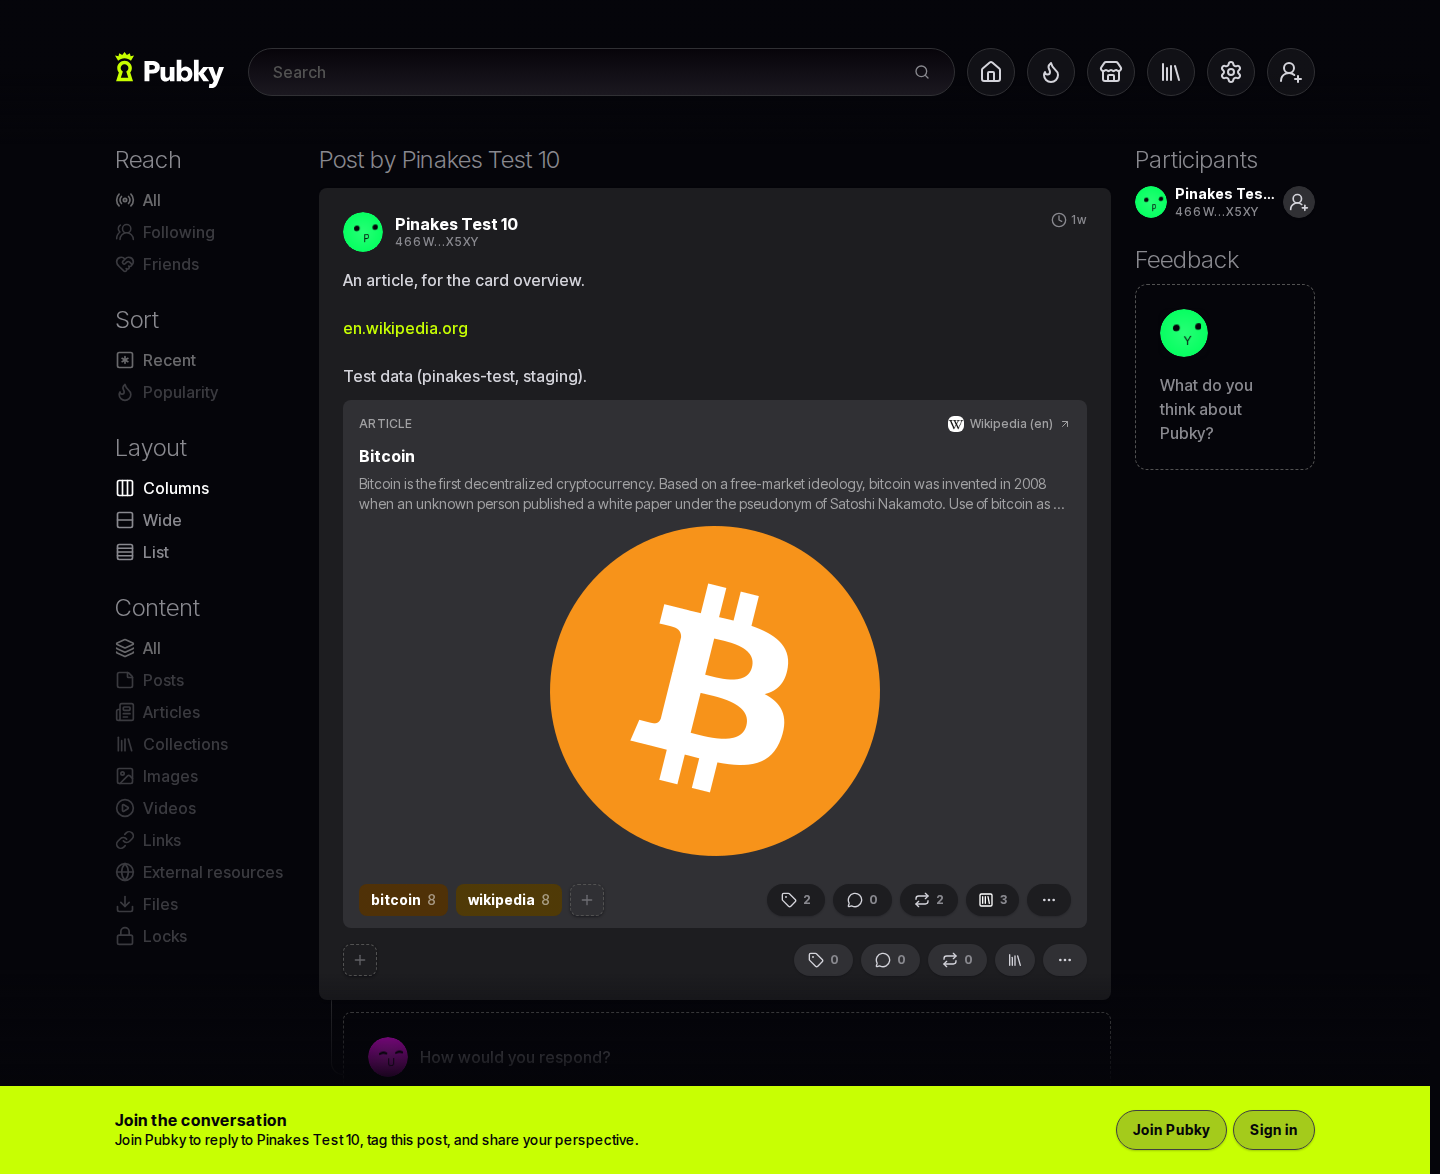 Pubky
Search
Reach
All
Following
Friends
Sort
Recent
Popularity
Layout
Columns
Wide
List
Content
All
Posts
Articles
Collections
Images
Videos
Links
External resources
Files
Locks
Post by Pinakes Test 10
P
Pinakes Test 10
466W...X5XY
1w
An article, for the card overview.
en.wikipedia.org
Test data (pinakes-test, staging).
ARTICLE
W Wikipedia (en)
Bitcoin
Bitcoin is the first decentralized cryptocurrency. Based on a free-market ideology, bitcoin was invented in 2008
when an unknown person published a white paper under the pseudonym of Satoshi Nakamoto. Use of bitcoin as ...
bitcoin 8 wikipedia 8
2 0 2 3
0 0 0
U
How would you respond?
Participants
P
Pinakes Tes...
466W...X5XY
Feedback
Y
What do you
think about
Pubky?
Join the conversation
Join Pubky to reply to Pinakes Test 10, tag this post, and share your perspective.
Join Pubky
Sign in